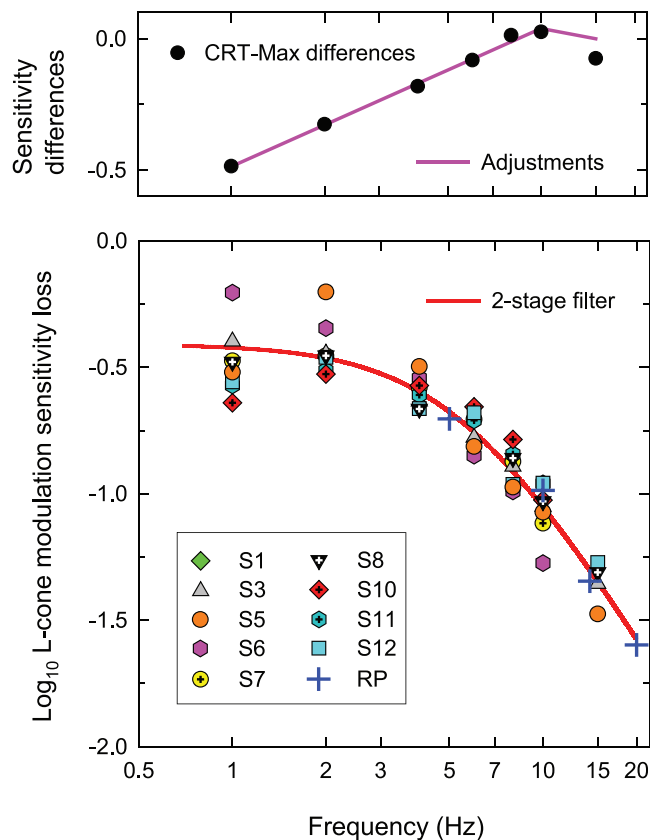 Sensitivity
differences
0.0
-0.5
CRT-Max differences
Adjustments
Log10 L-cone modulation sensitivity loss
0.0
-0.5
-1.0
-1.5
-2.0
2-stage filter
S1
S3
S5
S6
S7
S8
S10
S11
S12
RP
0.5 1 2 3 5 7 10 15 20
Frequency (Hz)